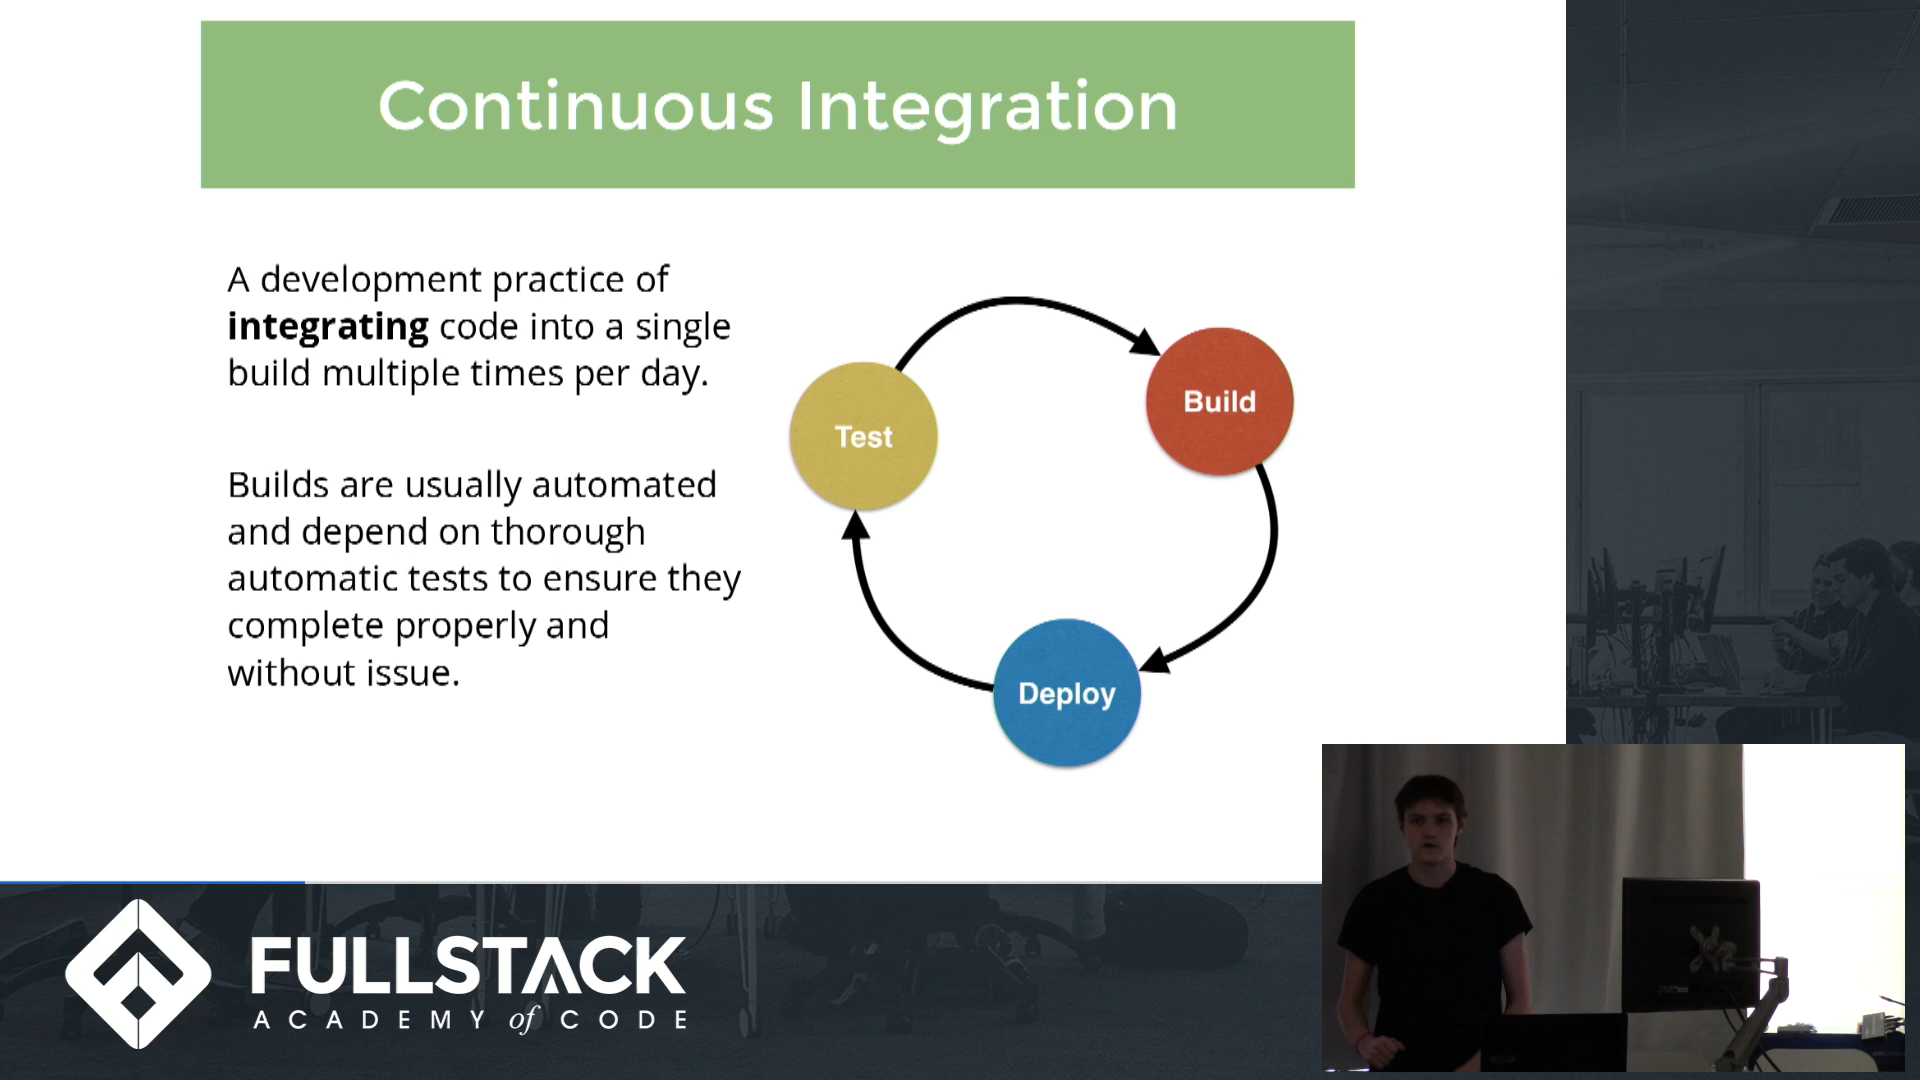 Continuous Integration
A development practice of
integrating code into a single
build multiple times per day.
Builds are usually automated
and depend on thorough
automatic tests to ensure they
complete properly and
without issue.
Test
Build
Deploy
FULLSTACK
ACADEMY of CODE